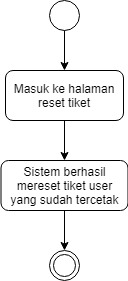 Masuk ke halaman
reset tiket
Sistem berhasil
mereset tiket user
yang sudah tercetak